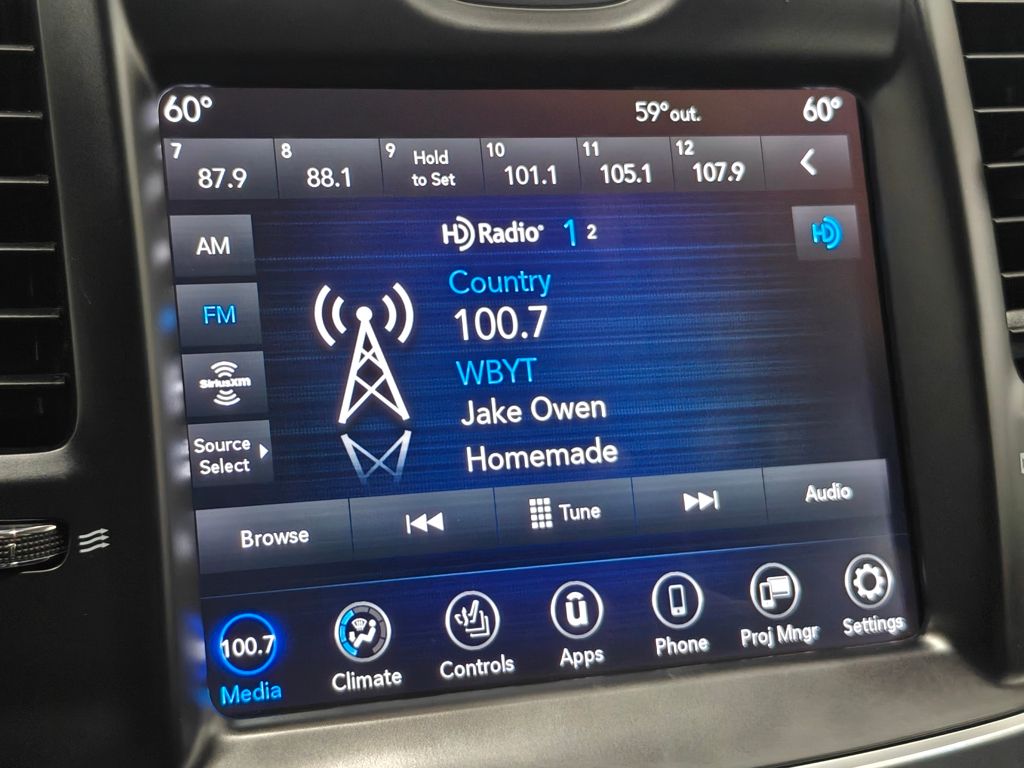 60° 59° out. 60°
7 8 9 Hold 10 11 12
87.9 88.1 to Set 101.1 105.1 107.9
AM HD Radio 1 2 HD
Country
FM 100.7
WBYT
SiriusXM Jake Owen
Source
Select Homemade
Browse Tune Audio
100.7 ū
Media Climate Controls Apps Phone Proj Mngr Settings